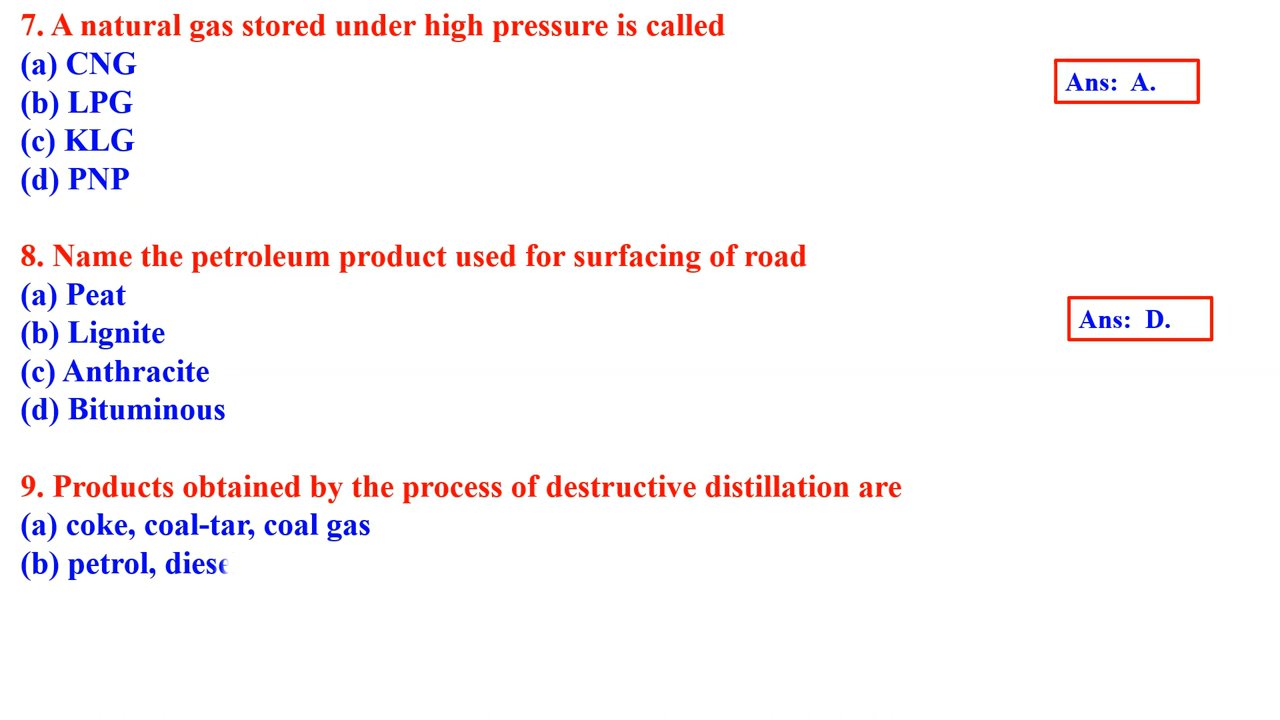 7. A natural gas stored under high pressure is called
(a) CNG
Ans: A.
(b) LPG
(c) KLG
(d) PNP
8. Name the petroleum product used for surfacing of road
(a) Peat
Ans: D.
(b) Lignite
(c) Anthracite
(d) Bituminous
9. Products obtained by the process of destructive distillation are
(a) coke, coal-tar, coal gas
(b) petrol, diese